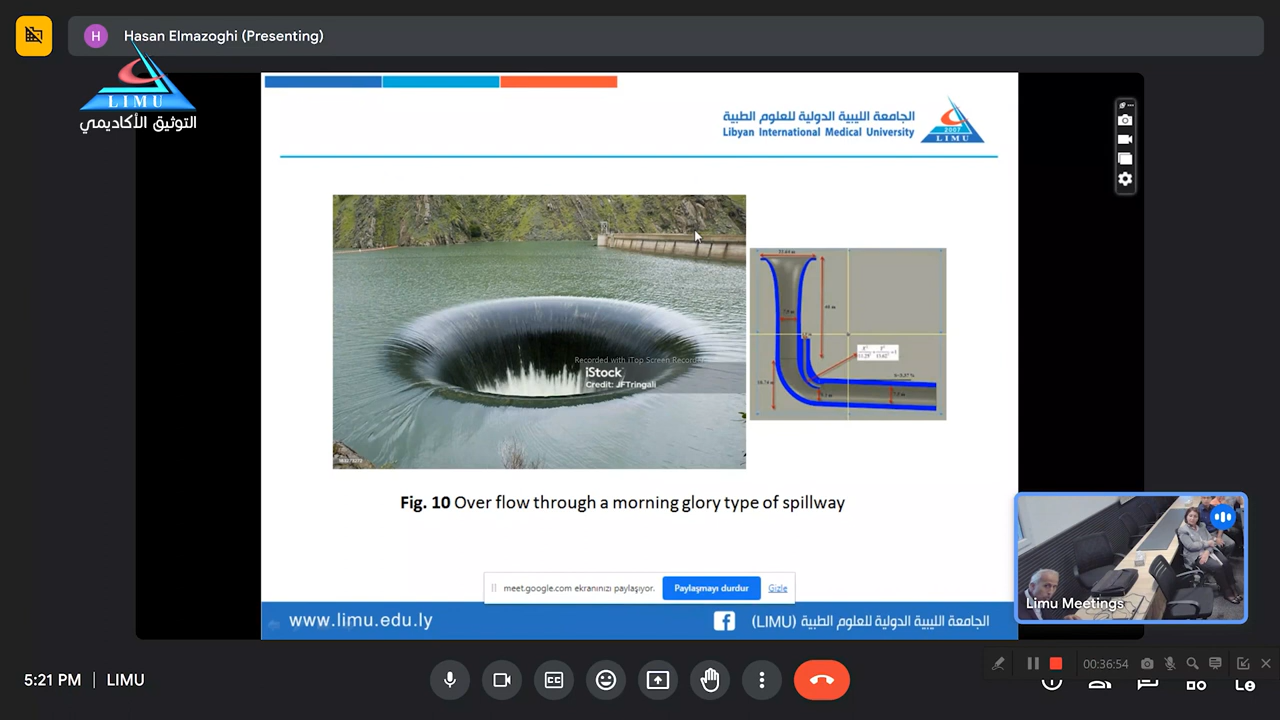 H Hasan Elmazoghi (Presenting)
LIMU
التوثيق الأكاديمي
الجامعة الليبية الدولية للعلوم الطبية
Libyan International Medical University
2007
LIMU
Recorded with iTop Screen Recorder
iStock
Credit: JFTringali
Fig. 10 Over flow through a morning glory type of spillway
meet.google.com ekranınızı paylaşıyor.
Paylaşmayı durdur
Gizle
www.limu.edu.ly
(LIMU) الجامعة الليبية الدولية للعلوم الطبية
Limu Meetings
00:36:54
5:21 PM | LIMU